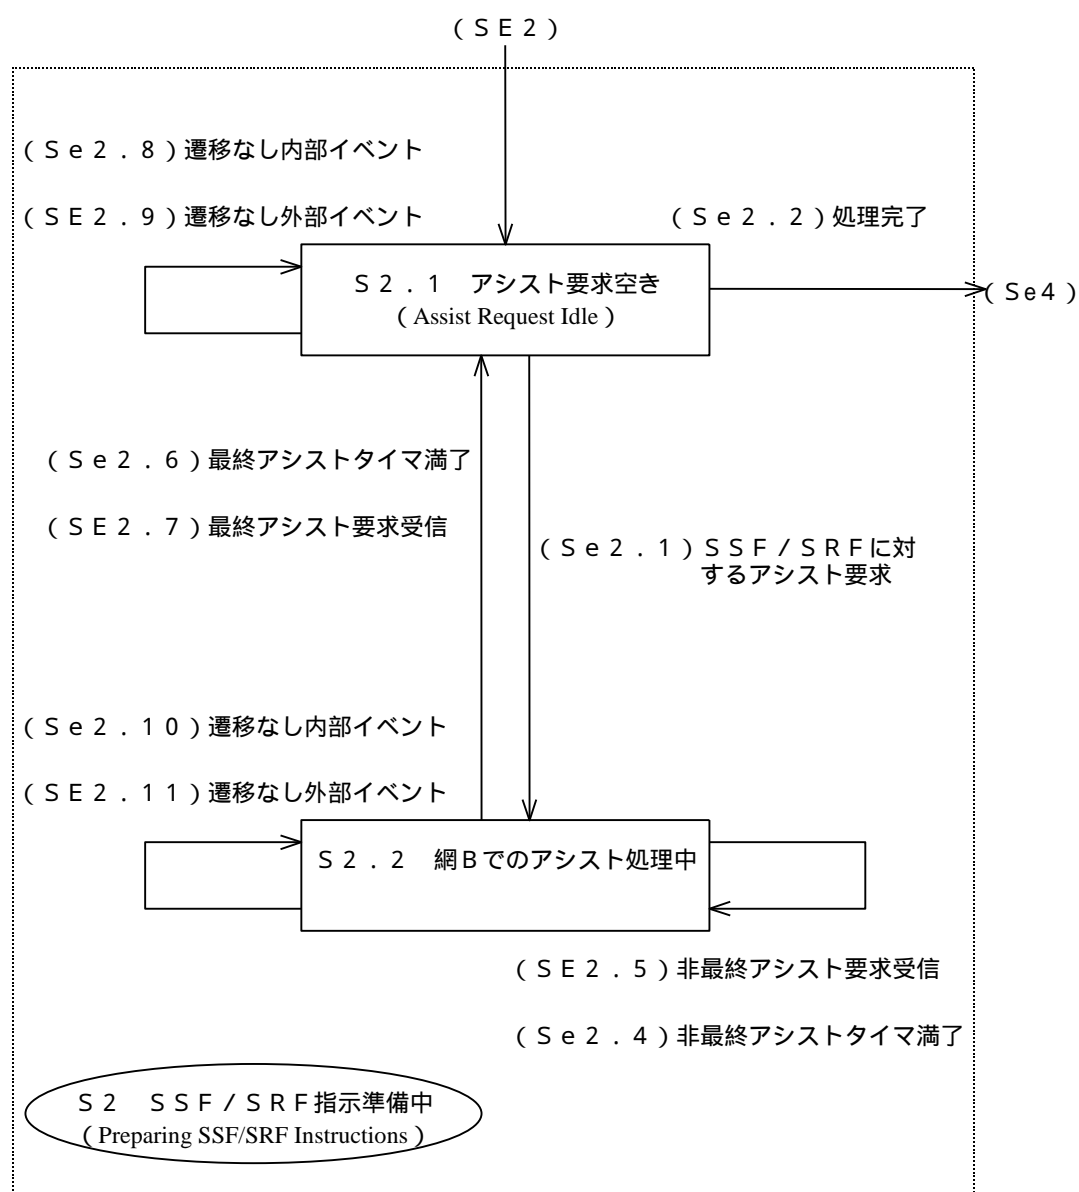 （ＳＥ２）
（Ｓｅ２．８）遷移なし内部イベント
（ＳＥ２．９）遷移なし外部イベント
（Ｓｅ２．２）処理完了
Ｓ２．１　アシスト要求空き
（Assist Request Idle）
（Ｓｅ４）
（Ｓｅ２．６）最終アシストタイマ満了
（ＳＥ２．７）最終アシスト要求受信
（Ｓｅ２．１）ＳＳＦ／ＳＲＦに対
するアシスト要求
（Ｓｅ２．１０）遷移なし内部イベント
（ＳＥ２．１１）遷移なし外部イベント
Ｓ２．２　網Ｂでのアシスト処理中
（ＳＥ２．５）非最終アシスト要求受信
（Ｓｅ２．４）非最終アシストタイマ満了
Ｓ２　ＳＳＦ／ＳＲＦ指示準備中
（Preparing SSF/SRF Instructions）